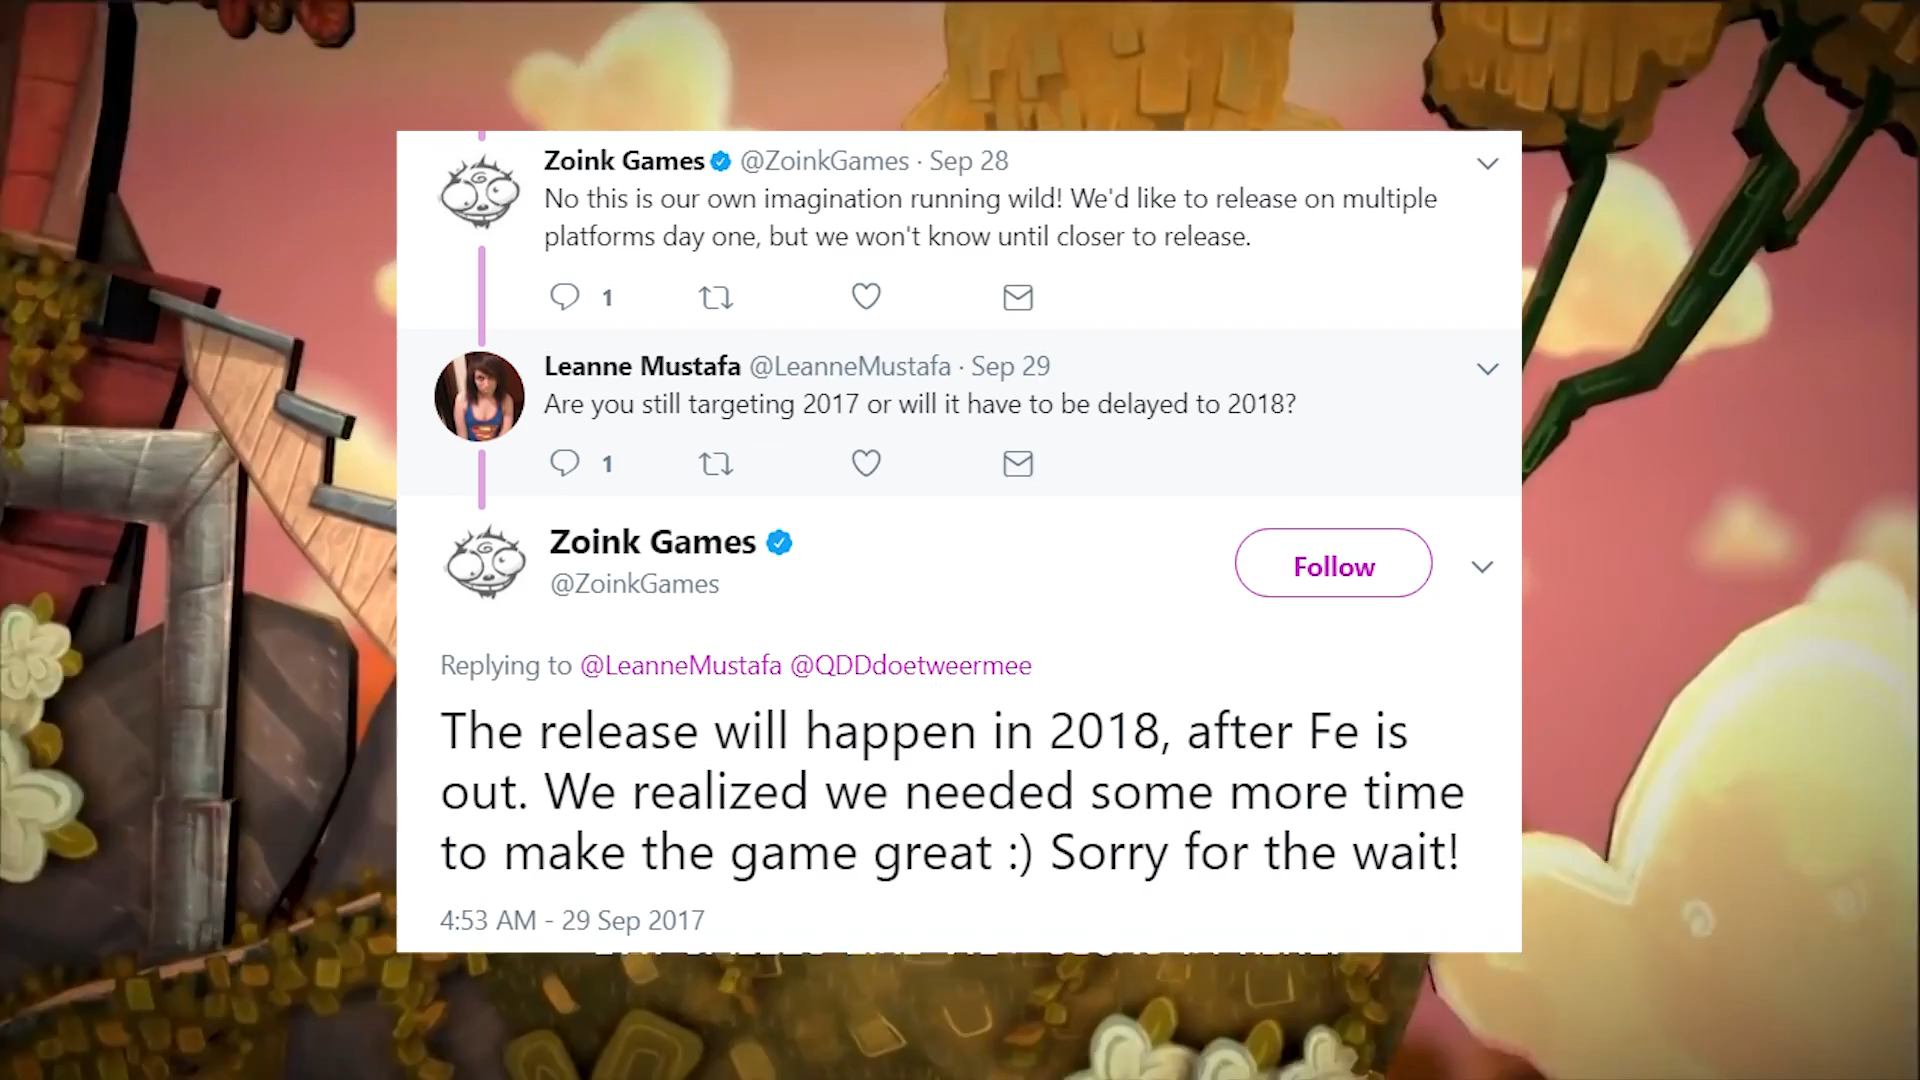 Zoink Games @ZoinkGames · Sep 28
No this is our own imagination running wild! We'd like to release on multiple
platforms day one, but we won't know until closer to release.
1
Leanne Mustafa @LeanneMustafa · Sep 29
Are you still targeting 2017 or will it have to be delayed to 2018?
1
Zoink Games
@ZoinkGames
Follow
Replying to @LeanneMustafa @QDDdoetweermee
The release will happen in 2018, after Fe is
out. We realized we needed some more time
to make the game great :) Sorry for the wait!
4:53 AM - 29 Sep 2017